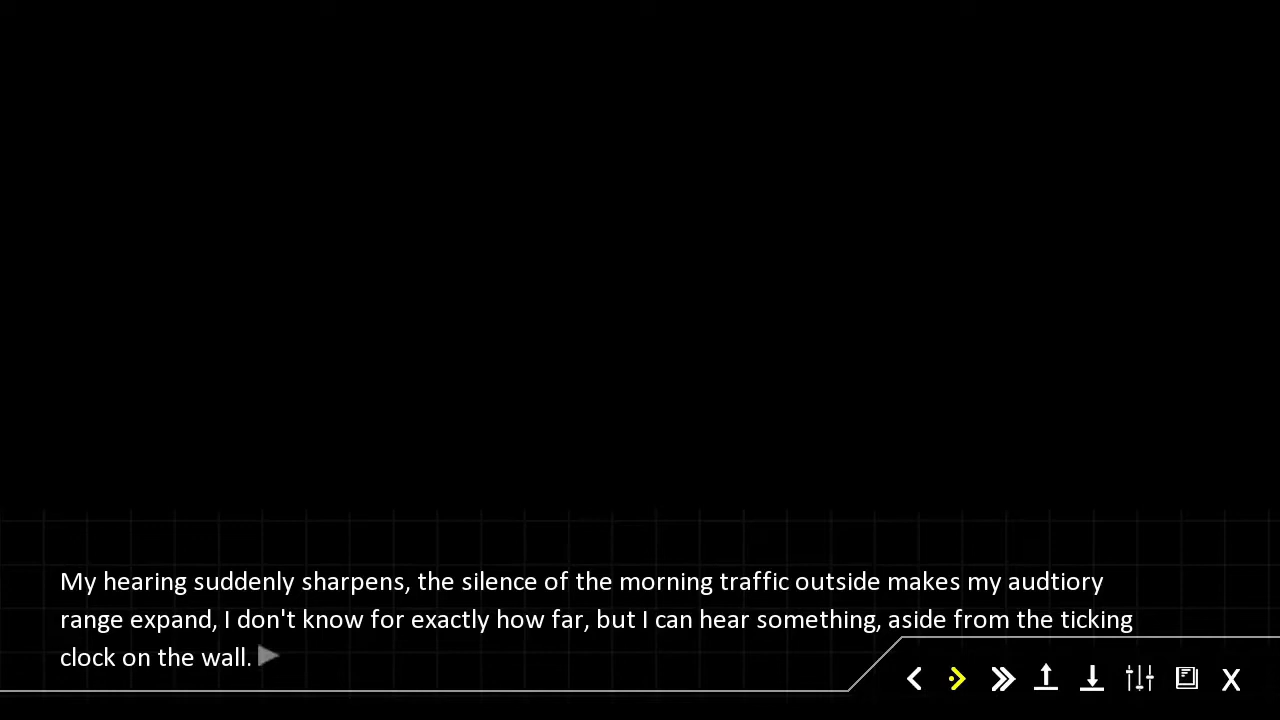 My hearing suddenly sharpens, the silence of the morning traffic outside makes my audtiory
range expand, I don't know for exactly how far, but I can hear something, aside from the ticking
clock on the wall.